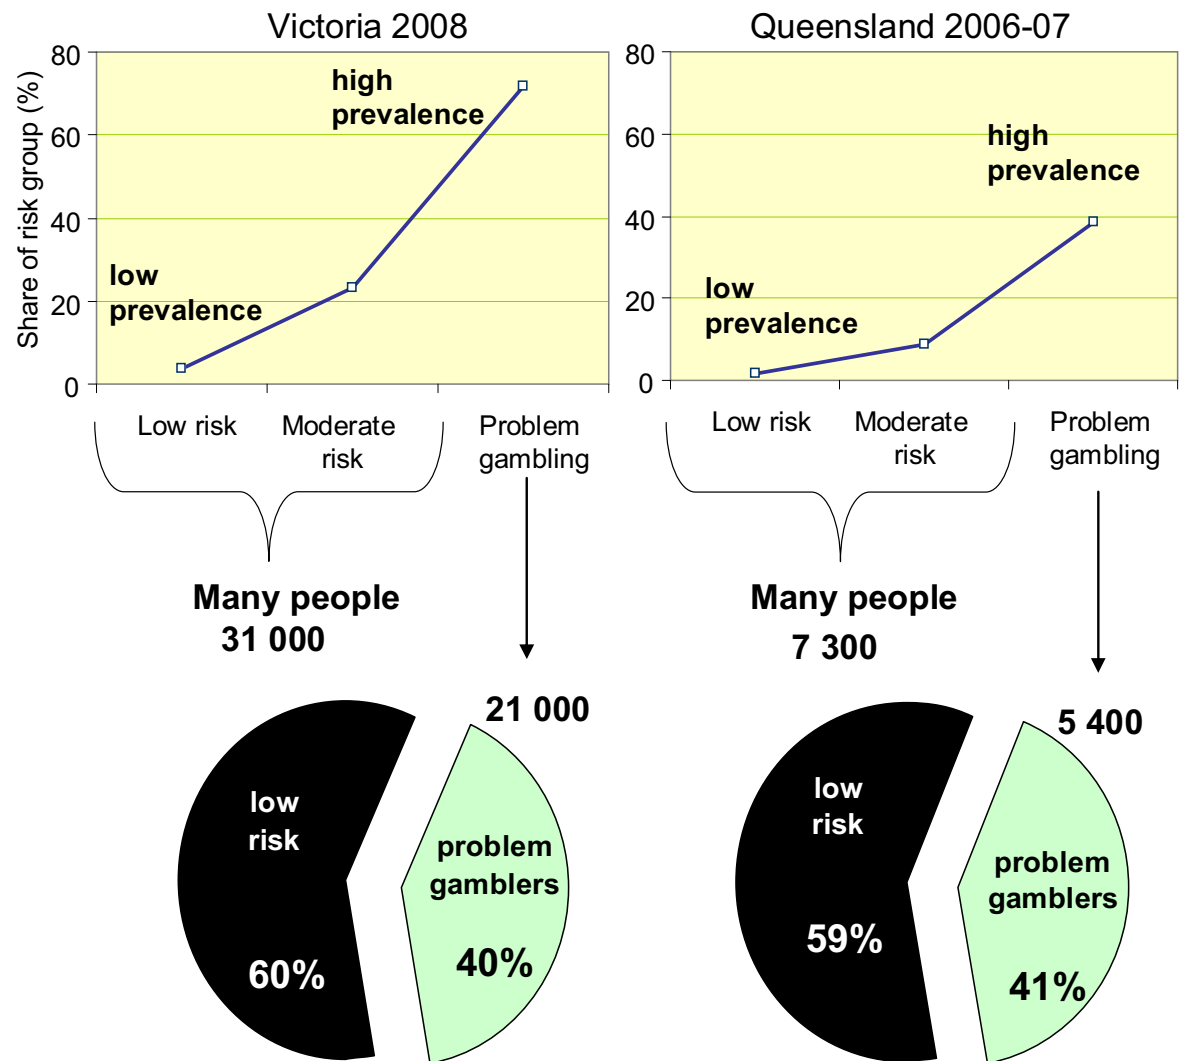 Victoria 2008
Share of risk group (%)
80
60
40
20
0
high
prevalence
low
prevalence
Low risk
Moderate
risk
Problem
gambling
Many people
31 000
21 000
low
risk
60%
problem
gamblers
40%
Queensland 2006-07
80
60
40
20
0
high
prevalence
low
prevalence
Low risk
Moderate
risk
Problem
gambling
Many people
7 300
5 400
low
risk
59%
problem
gamblers
41%